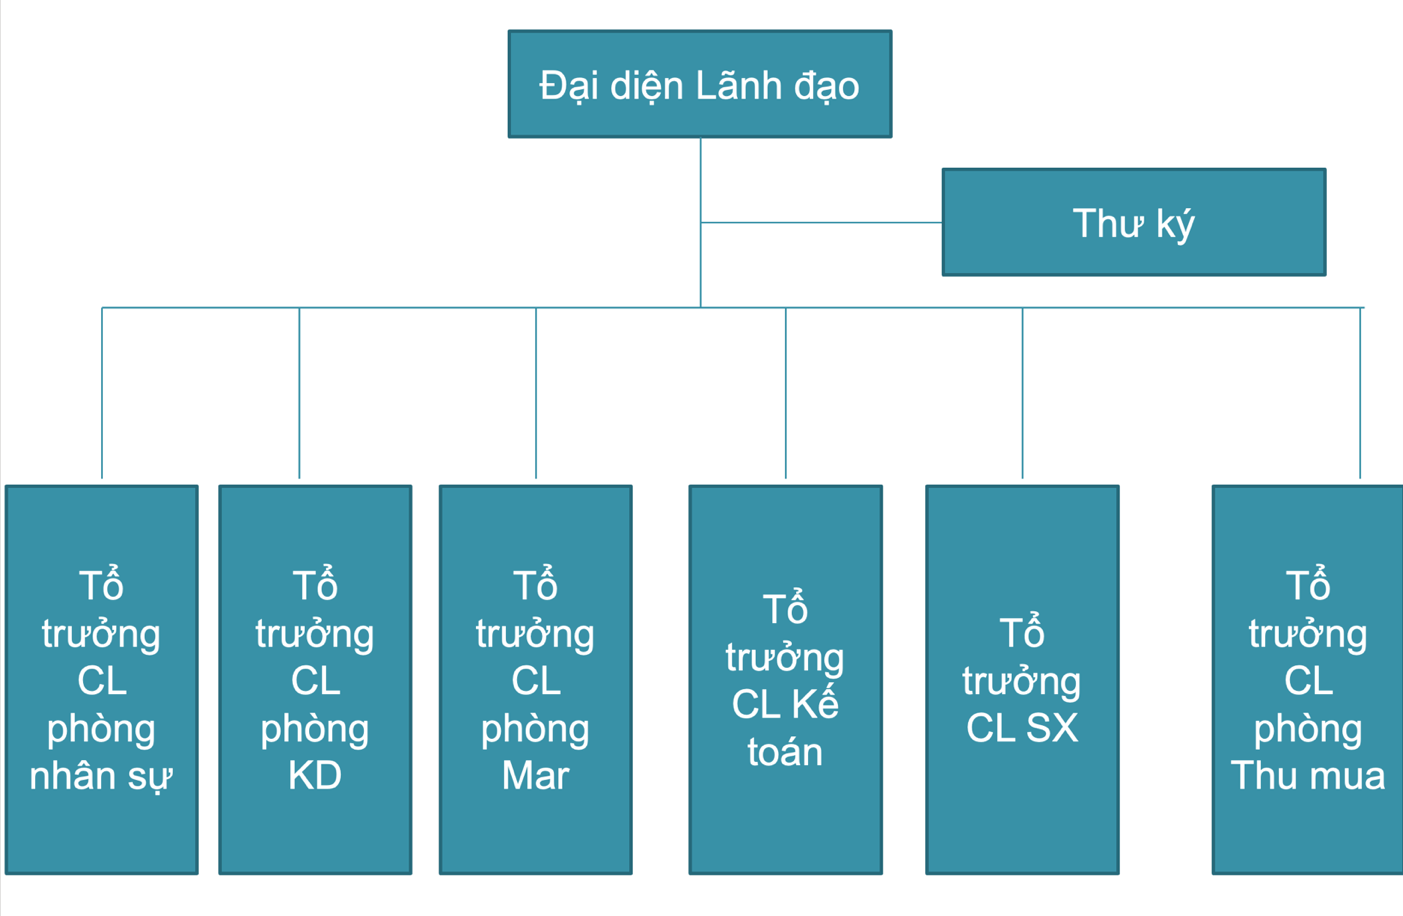 Đại diện Lãnh đạo
Thư ký
Tổ
trưởng
CL
phòng
nhân sự
Tổ
trưởng
CL
phòng
KD
Tổ
trưởng
CL
phòng
Mar
Tổ
trưởng
CL Kế
toán
Tổ
trưởng
CL SX
Tổ
trưởng
CL
phòng
Thu mua